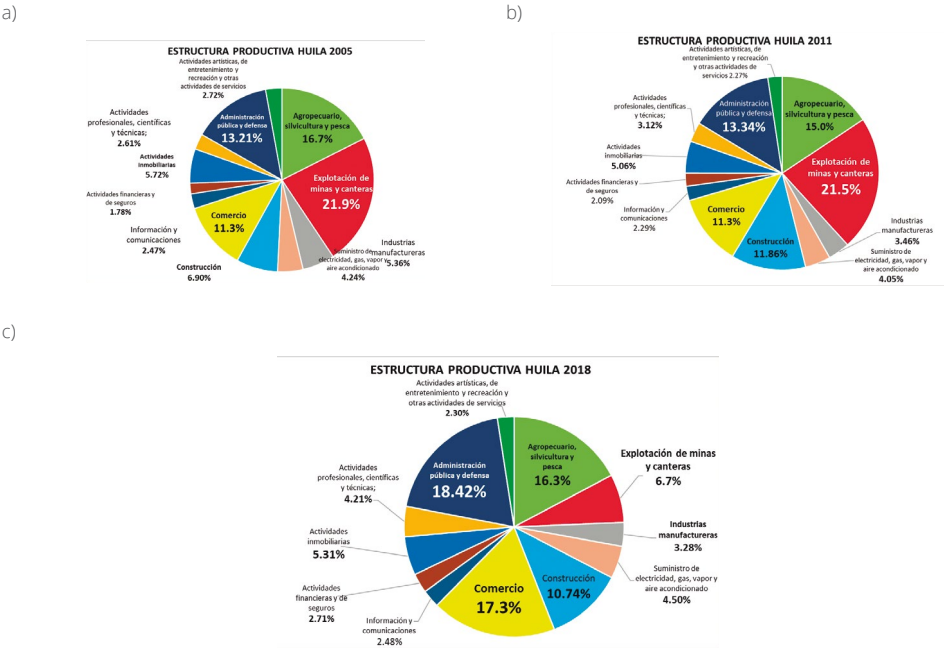 a)
ESTRUCTURA PRODUCTIVA HUILA 2005
Actividades artísticas, de
entretenimiento y
recreación y otras
actividades de servicios
2.72%
Agropecuario,
silvicultura y pesca
16.7%
Explotación de
minas y canteras
21.9%
Industrias
manufactureras
5.36%
Suministro de
electricidad, gas, vapor y
aire acondicionado
4.24%
Construcción
6.90%
Comercio
11.3%
Información y
comunicaciones
2.47%
Actividades financieras y
de seguros
1.78%
Actividades
inmobiliarias
5.72%
Actividades
profesionales, científicas
y técnicas;
2.61%
Administración
pública y defensa
13.21%
b)
ESTRUCTURA PRODUCTIVA HUILA 2011
Actividades artísticas, de
entretenimiento y recreación
y otras actividades de
servicios 2.27%
Agropecuario,
silvicultura y pesca
15.0%
Explotación de
minas y canteras
21.5%
Industrias
manufactureras
3.46%
Suministro de
electricidad, gas, vapor y
aire acondicionado
4.05%
Construcción
11.86%
Comercio
11.3%
Información y
comunicaciones
2.29%
Actividades financieras y
de seguros
2.09%
Actividades
inmobiliarias
5.06%
Actividades
profesionales, científicas
y técnicas;
3.12%
Administración
pública y defensa
13.34%
c)
ESTRUCTURA PRODUCTIVA HUILA 2018
Actividades artísticas, de
entretenimiento y recreación y
otras actividades de servicios
2.30%
Agropecuario,
silvicultura y
pesca
16.3%
Explotación de minas
y canteras
6.7%
Industrias
manufactureras
3.28%
Suministro de
electricidad, gas, vapor y
aire acondicionado
4.50%
Construcción
10.74%
Comercio
17.3%
Información y
comunicaciones
2.48%
Actividades
financieras y de
seguros
2.71%
Actividades
inmobiliarias
5.31%
Actividades
profesionales, científicas
y técnicas;
4.21%
Administración
pública y defensa
18.42%